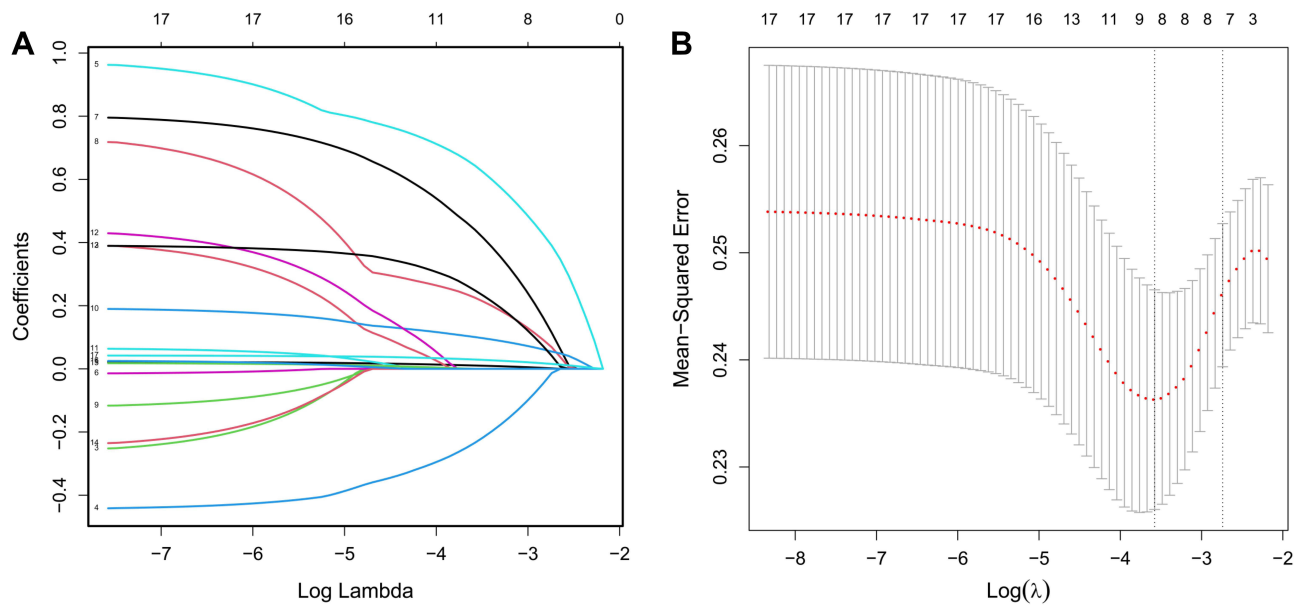 A
17 17 16 11 8 0
Coefficients
1.0
0.8
0.6
0.4
0.2
0.0
−0.2
−0.4
5
7
8
12
10
11
6
9
14
3
4
−7 −6 −5 −4 −3 −2
Log Lambda
B
17 17 17 17 17 17 17 16 13 11 9 8 8 8 7 3
Mean−Squared Error
0.26
0.25
0.24
0.23
−8 −7 −6 −5 −4 −3 −2
Log(λ)